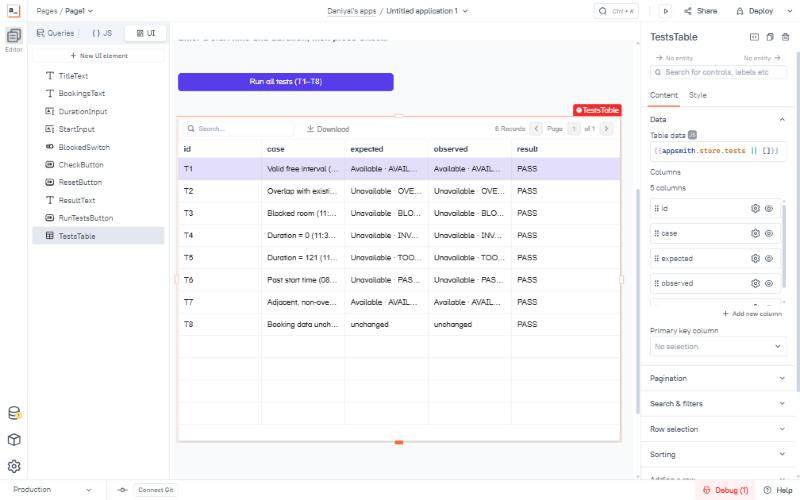 Pages / Page1
Daniyal's apps / Untitled application 1
Ctrl + K
Share
Deploy
Editor
Queries
JS
UI
+ New UI element
TitleText
BookingsText
DurationInput
StartInput
BlockedSwitch
CheckButton
ResetButton
ResultText
RunTestsButton
TestsTable
Run all tests (T1–T8)
TestsTable
Search...
Download
8 Records
Page 1 of 1
id case expected observed result
T1 Valid free interval (... Available · AVAIL... Available · AVAIL... PASS
T2 Overlap with existi... Unavailable · OVE... Unavailable · OVE... PASS
T3 Blocked room (11:... Unavailable · BLO... Unavailable · BLO... PASS
T4 Duration = 0 (11:3... Unavailable · INV... Unavailable · INV... PASS
T5 Duration = 121 (11... Unavailable · TOO... Unavailable · TOO... PASS
T6 Past start time (08... Unavailable · PAS... Unavailable · PAS... PASS
T7 Adjacent, non-ove... Available · AVAIL... Available · AVAIL... PASS
T8 Booking data unch... unchanged unchanged PASS
TestsTable
No entity
No entity
Search for controls, labels etc
Content Style
Data
Table data JS
{{appsmith.store.tests || []}}
Columns
5 columns
id
case
expected
observed
+ Add new column
Primary key column
No selection.
Pagination
Search & filters
Row selection
Sorting
Production
Connect Git
Debug (1)
Help